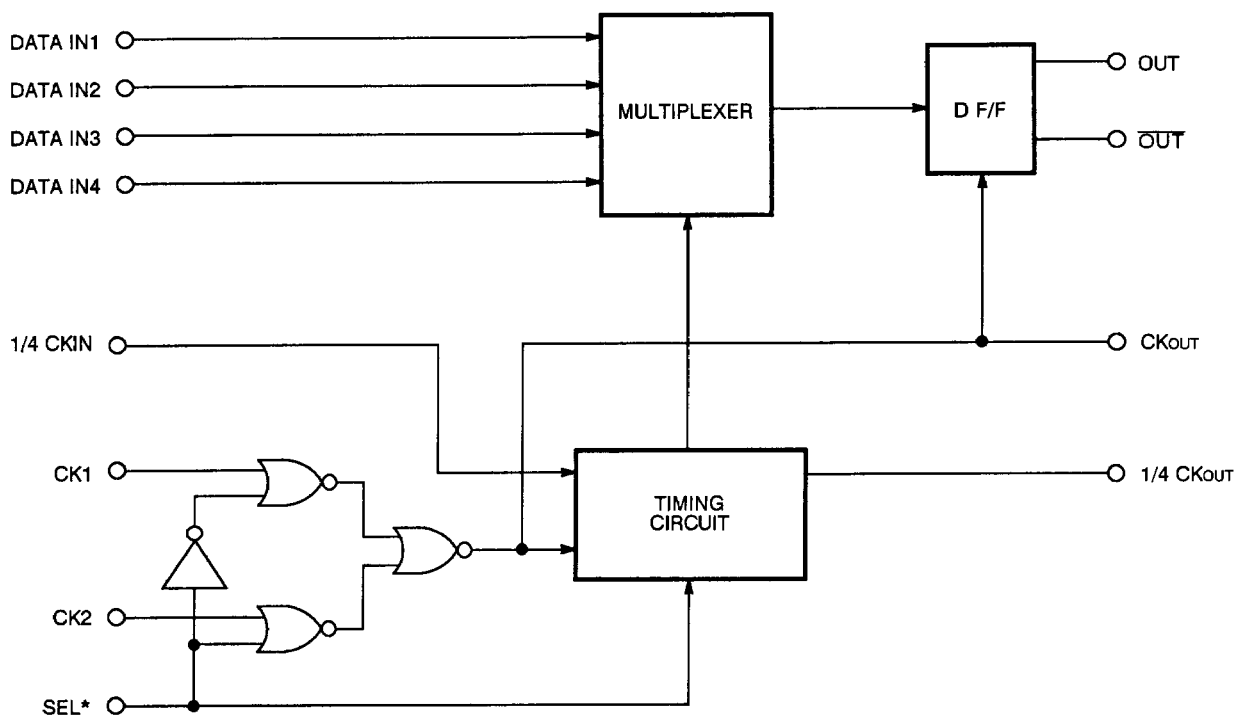 DATA IN1
DATA IN2
DATA IN3
DATA IN4
MULTIPLEXER
D F/F
OUT
OUT
1/4 CKIN
CKOUT
CK1
TIMING
CIRCUIT
1/4 CKOUT
CK2
SEL*